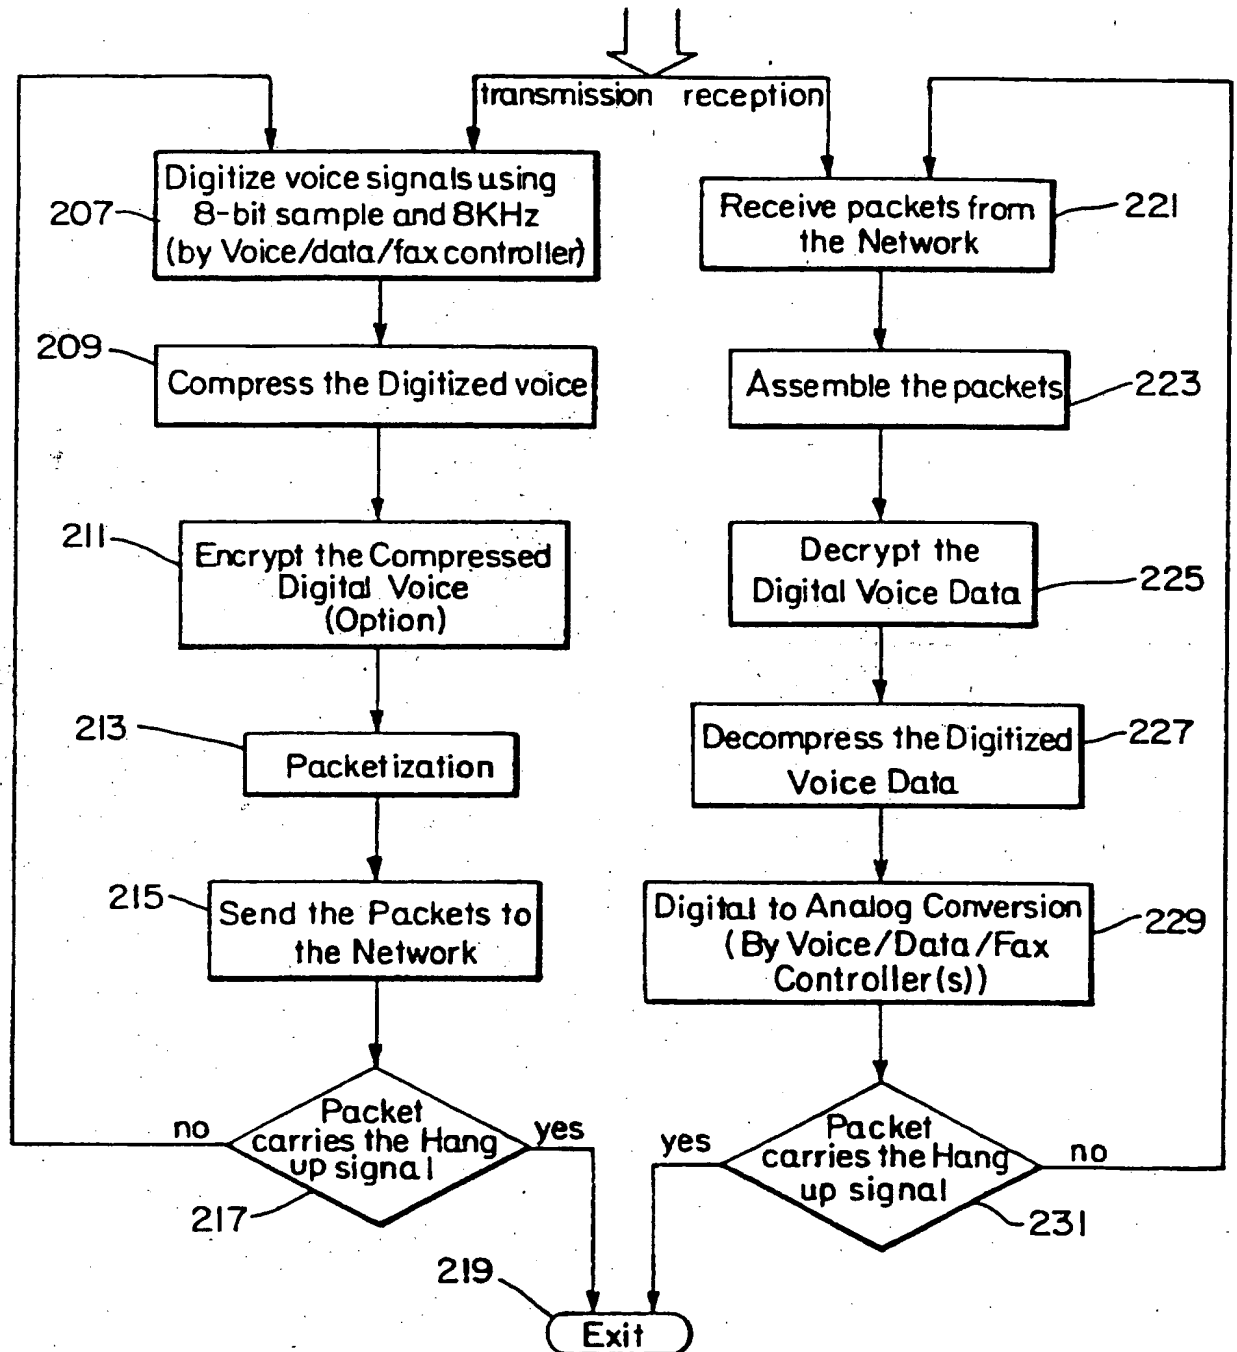 transmission reception
Digitize voice signals using
8-bit sample and 8KHz
(by Voice/data/fax controller)
207
209
Compress the Digitized voice
211
Encrypt the Compressed
Digital Voice
(Option)
213
Packetization
215
Send the Packets to
the Network
no
Packet
carries the Hang
up signal
yes
217
Receive packets from
the Network
221
Assemble the packets
223
Decrypt the
Digital Voice Data
225
Decompress the Digitized
Voice Data
227
Digital to Analog Conversion
(By Voice/Data/Fax
Controller(s))
229
yes
Packet
carries the Hang
up signal
no
231
219
Exit